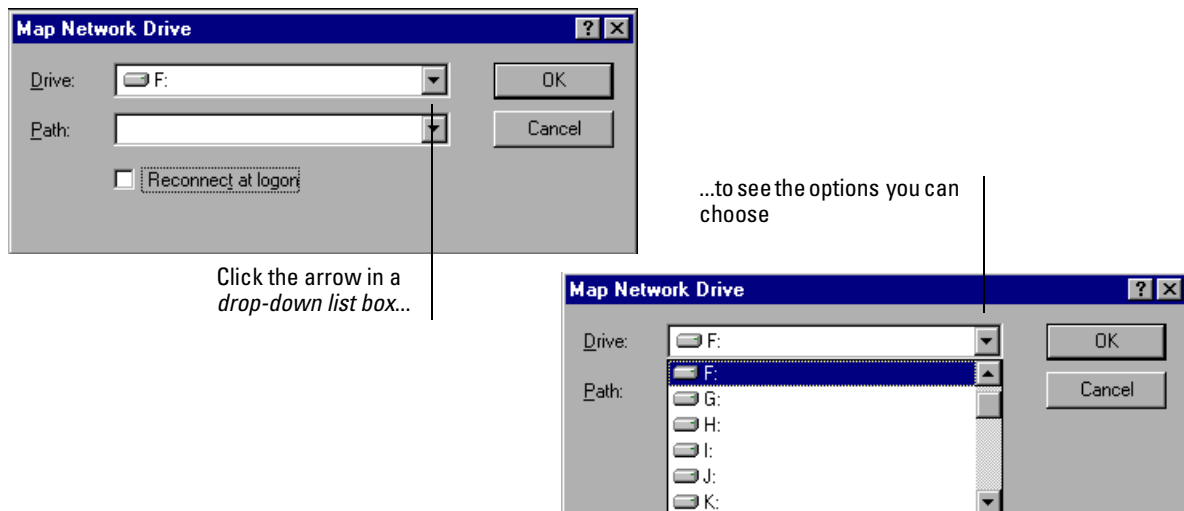 Map Network Drive
Drive: F: OK
Path: Cancel
Reconnect at logon
Click the arrow in a
drop-down list box...
...to see the options you can
choose
Map Network Drive
Drive: F: OK
F:
Path: G: Cancel
H:
I:
J:
K: